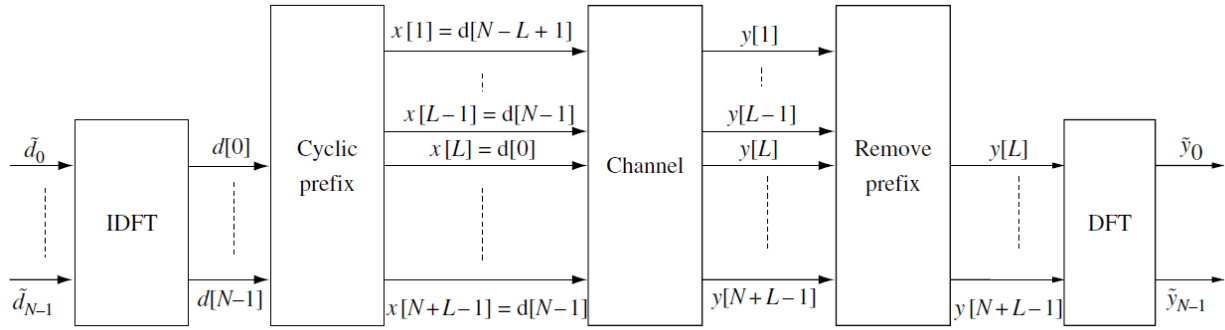 x[1] = d[N – L + 1]
y[1]
x[L–1] = d[N–1]
y[L–1]
d̃₀
d[0]
Cyclic
prefix
x[L] = d[0]
Channel
y[L]
Remove
prefix
y[L]
ỹ₀
IDFT
DFT
d̃_{N–1}
d[N–1]
x[N+L–1] = d[N–1]
y[N+L–1]
y[N+L–1]
ỹ_{N–1}